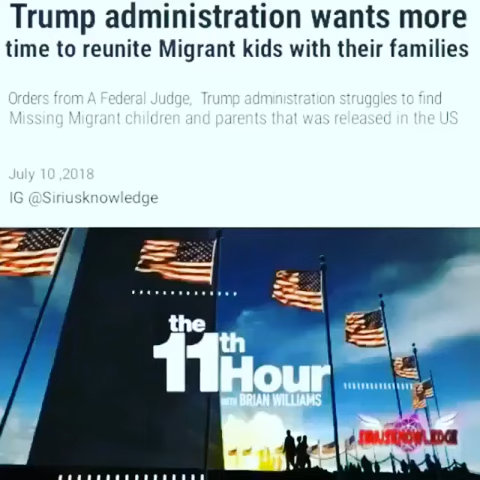 Trump administration wants more
time to reunite Migrant kids with their families
Orders from A Federal Judge, Trump administration struggles to find
Missing Migrant children and parents that was released in the US
July 10 ,2018
IG @Siriusknowledge
the
11th
Hour
WITH BRIAN WILLIAMS
SIRIUSKNOWLEDGE